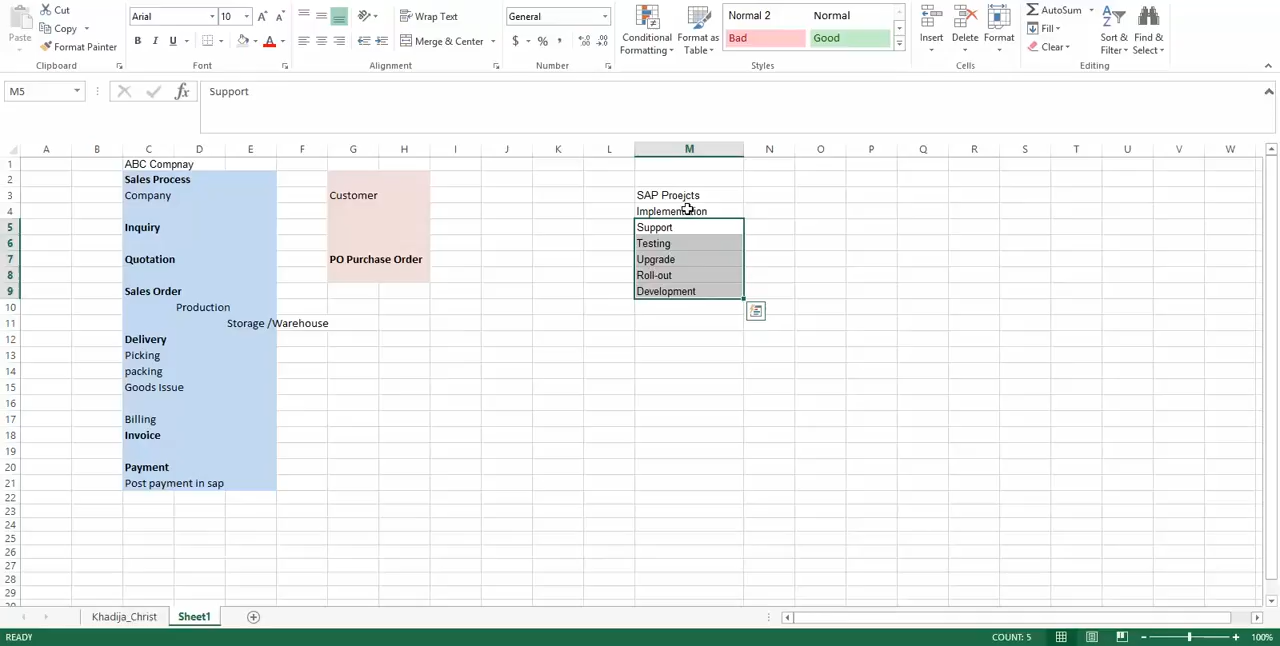 Cut
Copy
Format Painter
Paste
Clipboard
Arial
10
B I U
Font
Wrap Text
Merge & Center
Alignment
General
$ % ,
Number
Conditional Formatting
Format as Table
Normal 2
Normal
Bad
Good
Styles
Insert
Delete
Format
Cells
AutoSum
Fill
Clear
Sort & Filter
Find & Select
Editing
M5
fx
Support
A B C D E F G H I J K L M N O P Q R S T U V W
1 ABC Compnay
2 Sales Process
3 Company Customer SAP Proejcts
4 Implemention
5 Inquiry Support
6 Testing
7 Quotation PO Purchase Order Upgrade
8 Roll-out
9 Sales Order Development
10 Production
11 Storage /Warehouse
12 Delivery
13 Picking
14 packing
15 Goods Issue
16
17 Billing
18 Invoice
19
20 Payment
21 Post payment in sap
22
23
24
25
26
27
28
29
30
Khadija_Christ
Sheet1
READY
COUNT: 5
100%